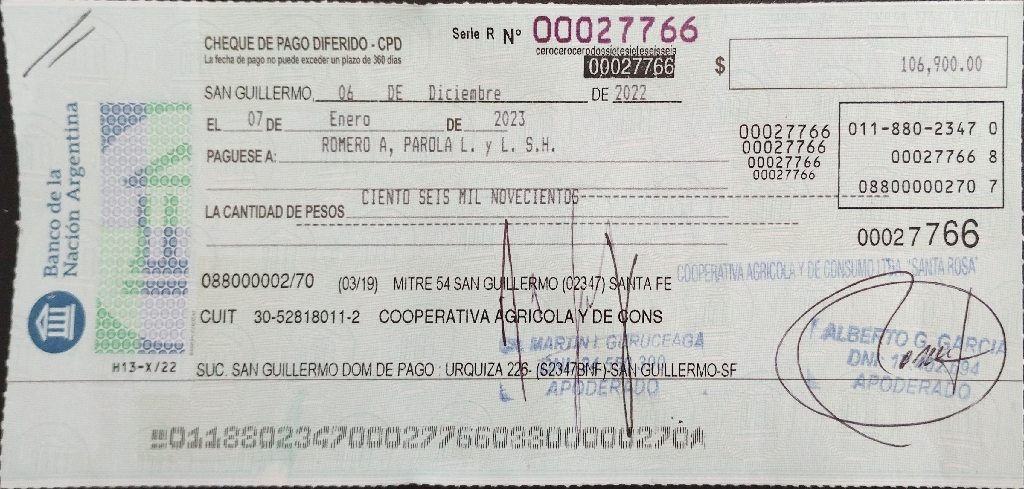 Serie R Nº 00027766
CHEQUE DE PAGO DIFERIDO - CPD
La fecha de pago no puede exceder un plazo de 360 días
cerocerocerodossietesieteseisseis
00027766
$ 106,900.00
SAN GUILLERMO, 06 DE Diciembre DE 2022
EL 07 DE Enero DE 2023
PAGUESE A: ROMERO A, PAROLA L. y L. S.H.
00027766
00027766
00027766
00027766
011-880-2347 0
00027766 8
08800000270 7
CIENTO SEIS MIL NOVECIENTOS
LA CANTIDAD DE PESOS
00027766
Banco de la
Nación Argentina
COOPERATIVA AGRICOLA Y DE CONSUMO LTDA. "SANTA ROSA"
088000002/70 (03/19) MITRE 54 SAN GUILLERMO (02347) SANTA FE
CUIT 30-52818011-2 COOPERATIVA AGRICOLA Y DE CONS
MARTIN I. GURUCEAGA
APODERADO
ALBERTO G. GARCIA
DNI
APODERADO
H13-X/22
SUC. SAN GUILLERMO DOM DE PAGO : URQUIZA 226- (S2347BMF)-SAN GUILLERMO-SF